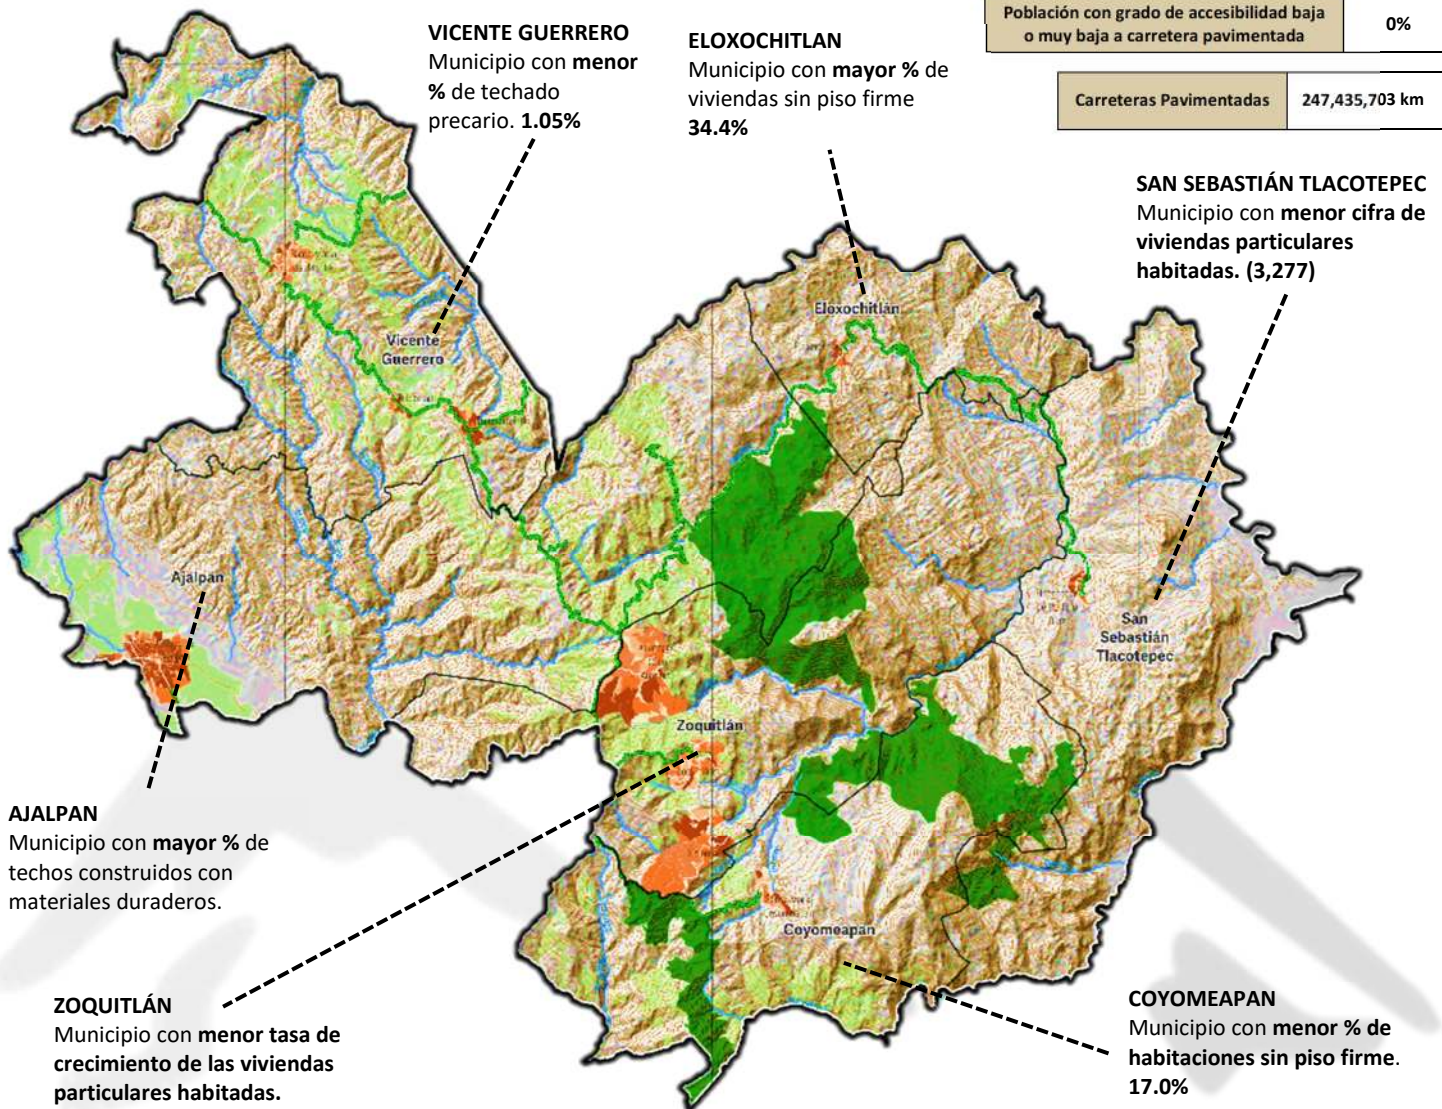 Población con grado de accesibilidad baja
o muy baja a carretera pavimentada
0%
Carreteras Pavimentadas
247,435,703 km
VICENTE GUERRERO
Municipio con menor
% de techado
precario. 1.05%
ELOXOCHITLAN
Municipio con mayor % de
viviendas sin piso firme
34.4%
SAN SEBASTIÁN TLACOTEPEC
Municipio con menor cifra de
viviendas particulares
habitadas. (3,277)
Eloxochitlán
Vicente
Guerrero
Ajalpan
San
Sebastián
Tlacotepec
Zoquitlán
Coyomeapan
AJALPAN
Municipio con mayor % de
techos construidos con
materiales duraderos.
ZOQUITLÁN
Municipio con menor tasa de
crecimiento de las viviendas
particulares habitadas.
COYOMEAPAN
Municipio con menor % de
habitaciones sin piso firme.
17.0%